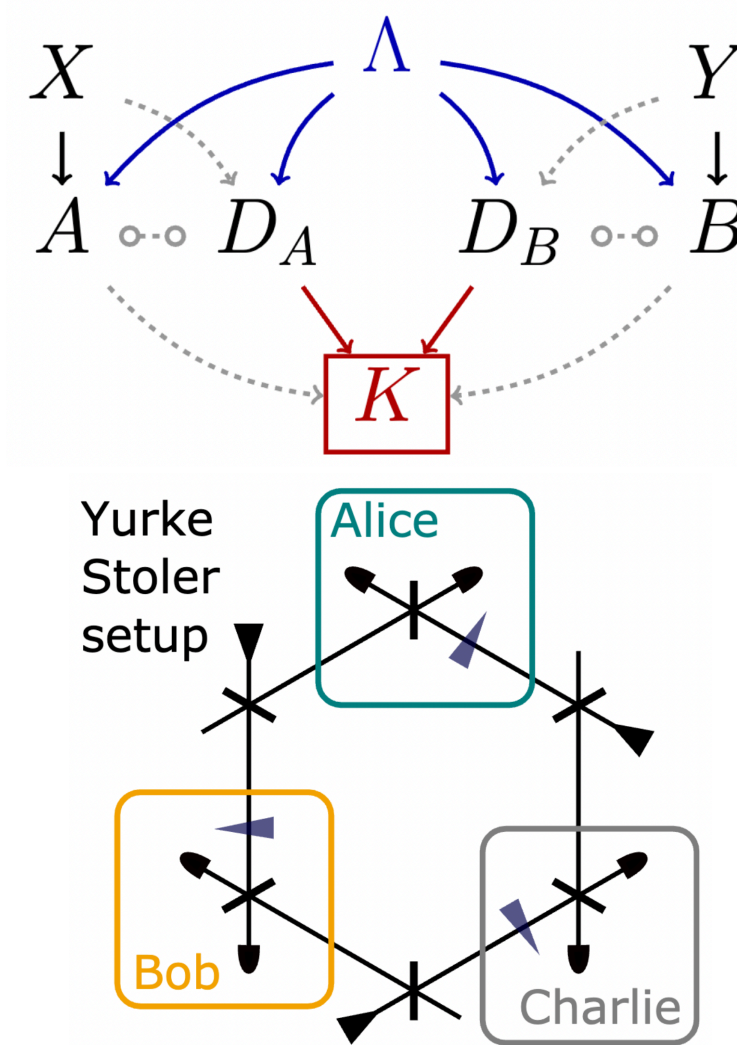 X Λ Y
A D_A D_B B
K
Yurke
Stoler
setup
Alice
Bob
Charlie